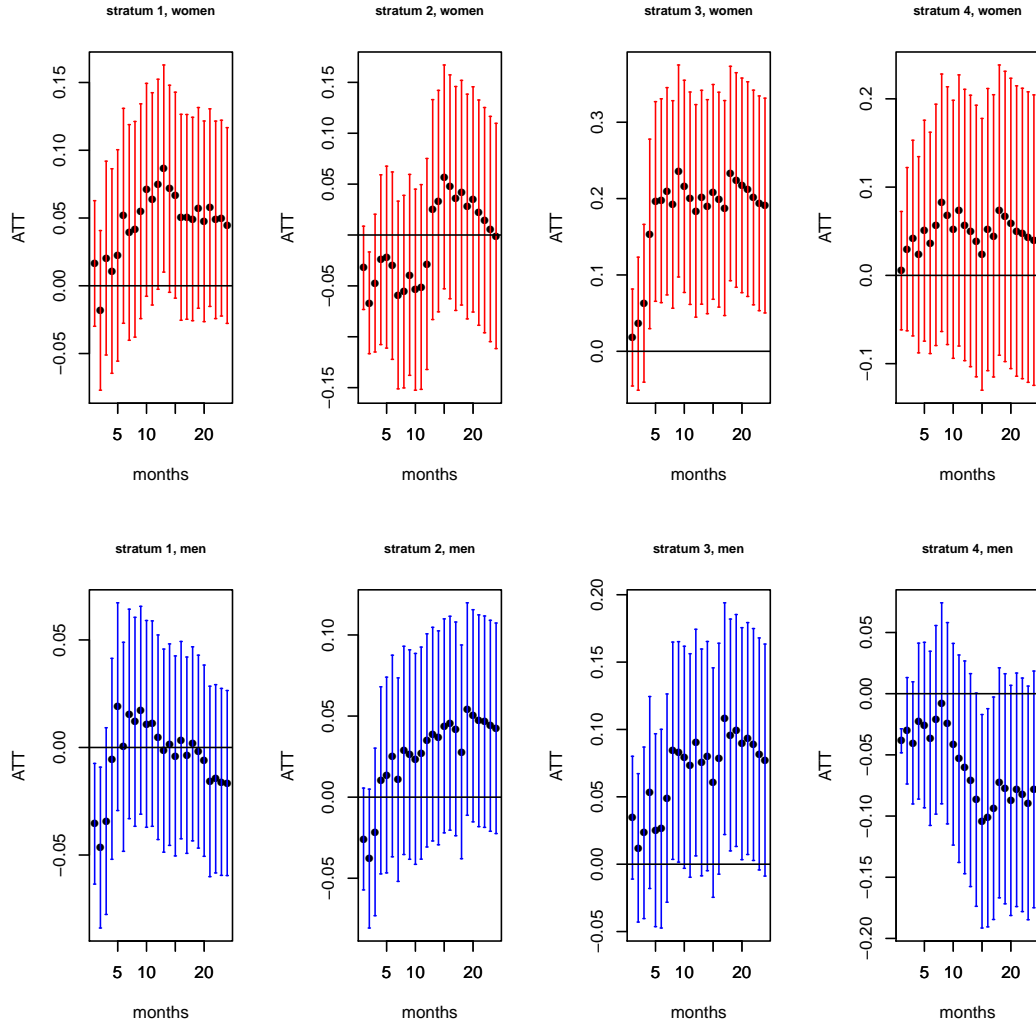 stratum 1, women
ATT
0.15
0.10
0.05
0.00
−0.05
5
10
20
months
stratum 2, women
ATT
0.15
0.05
−0.05
−0.15
5
10
20
months
stratum 3, women
ATT
0.3
0.2
0.1
0.0
5
10
20
months
stratum 4, women
ATT
0.2
0.1
0.0
−0.1
5
10
20
months
stratum 1, men
ATT
0.05
0.00
−0.05
5
10
20
months
stratum 2, men
ATT
0.10
0.05
0.00
−0.05
5
10
20
months
stratum 3, men
ATT
0.20
0.15
0.10
0.05
0.00
−0.05
5
10
20
months
stratum 4, men
ATT
0.05
0.00
−0.05
−0.10
−0.15
−0.20
5
10
20
months